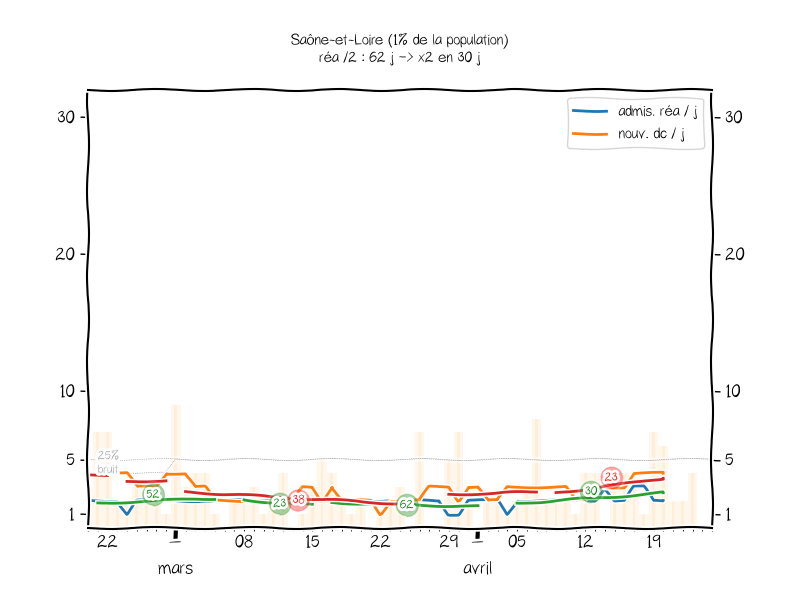 Saône-et-Loire (1% de la population)
réa /2 : 62 j -> x2 en 30 j
admis. réa / j
nouv. dc / j
30 30
20 20
10 10
5 5
1 1
25%
bruit
52 23 38 62 30 23
22 1 08 15 22 29 1 05 12 19
mars avril